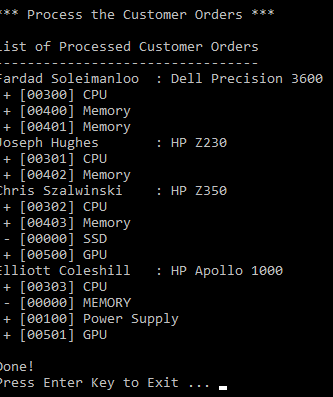 *** Process the Customer Orders ***
List of Processed Customer Orders
---------------------------------
Fardad Soleimanloo  : Dell Precision 3600
+ [00300] CPU
+ [00400] Memory
+ [00401] Memory
Joseph Hughes       : HP Z230
+ [00301] CPU
+ [00402] Memory
Chris Szalwinski    : HP Z350
+ [00302] CPU
+ [00403] Memory
- [00000] SSD
+ [00500] GPU
Elliott Coleshill   : HP Apollo 1000
+ [00303] CPU
- [00000] MEMORY
+ [00100] Power Supply
+ [00501] GPU
Done!
Press Enter Key to Exit ...